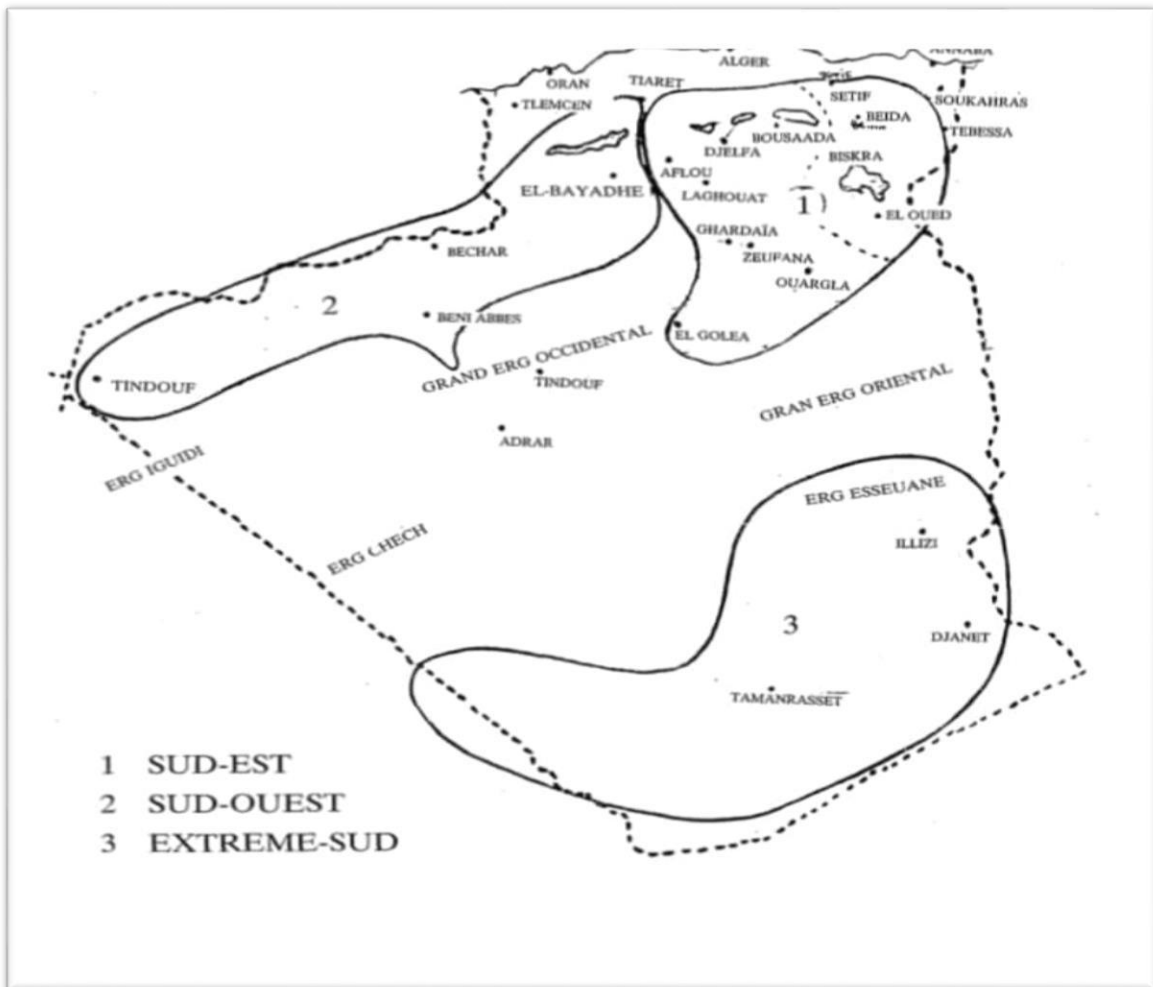 ALGER
ANNABA
ORAN
TIARET
TLEMCEN
SETIF
SOUKAHRAS
BEIDA
TEBESSA
BOUSAADA
DJELFA
BISKRA
AFLOU
EL-BAYADHE
LAGHOUAT
1
EL OUED
GHARDAÏA
BECHAR
ZEUFANA
OUARGLA
2
BENI ABBES
EL GOLEA
GRAND ERG OCCIDENTAL
TINDOUF
TINDOUF
GRAN ERG ORIENTAL
ADRAR
ERG IGUIDI
ERG ESSEUANE
ERG CHECH
ILLIZI
3
DJANET
TAMANRASSET
1 SUD-EST
2 SUD-OUEST
3 EXTREME-SUD